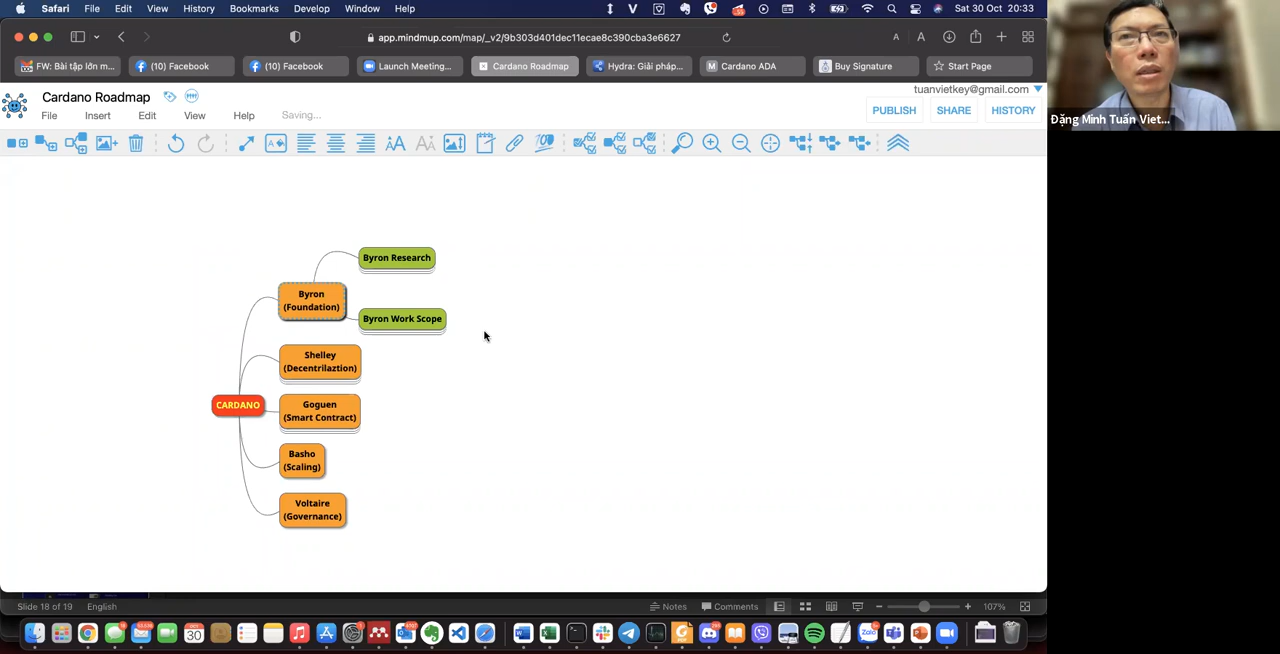 Safari File Edit View History Bookmarks Develop Window Help Sat 30 Oct 20:33
app.mindmup.com/map/_v2/9b303d401dec11ecae8c390cba3e6627
FW: Bài tập lớn m... (10) Facebook (10) Facebook Launch Meeting... Cardano Roadmap Hydra: Giải pháp... Cardano ADA Buy Signature Start Page
tuanvietkey@gmail.com
Cardano Roadmap
File Insert Edit View Help Saving...
PUBLISH SHARE HISTORY
Đặng Minh Tuấn Viet...
Byron Research
Byron
(Foundation)
Byron Work Scope
Shelley
(Decentrilaztion)
CARDANO
Goguen
(Smart Contract)
Basho
(Scaling)
Voltaire
(Governance)
Slide 18 of 19 English Notes Comments 107%